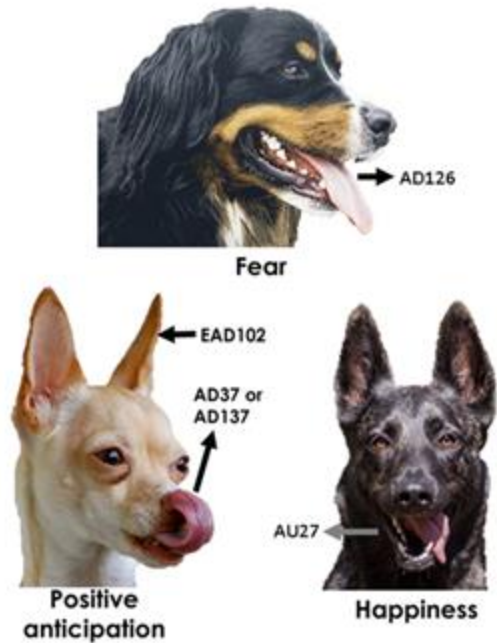 AD126
Fear
EAD102
AD37 or
AD137
AU27
Positive
anticipation
Happiness